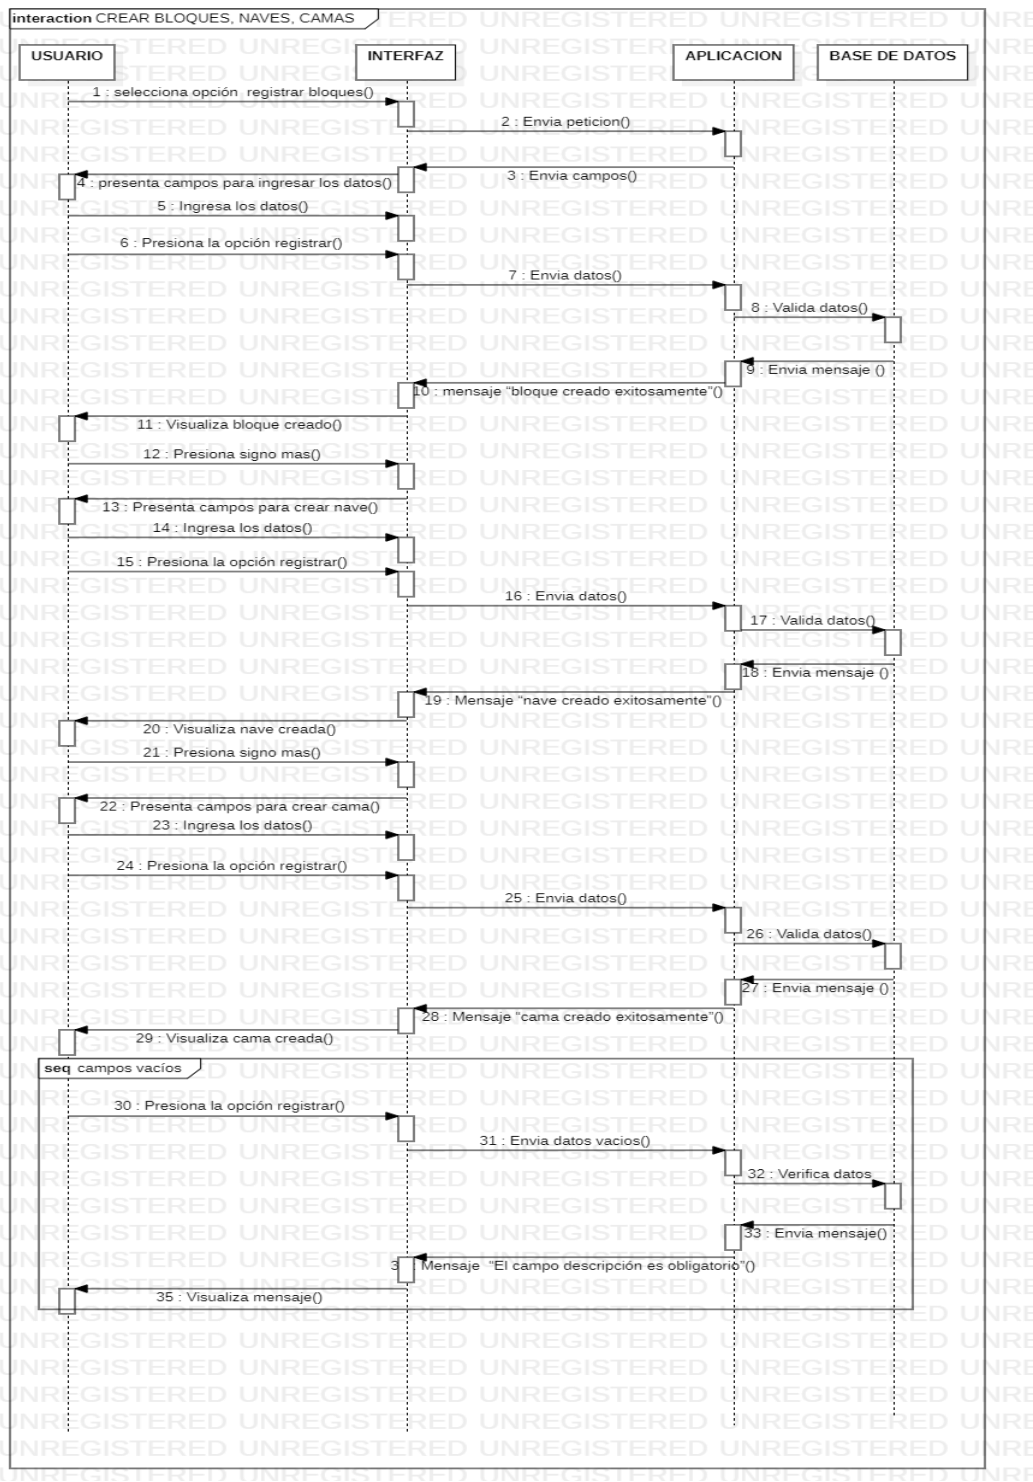 interaction CREAR BLOQUES, NAVES, CAMAS
USUARIO
INTERFAZ
APLICACION
BASE DE DATOS
1 : selecciona opción registrar bloques()
2 : Envia peticion()
3 : Envia campos()
4 : presenta campos para ingresar los datos()
5 : Ingresa los datos()
6 : Presiona la opción registrar()
7 : Envia datos()
8 : Valida datos()
9 : Envia mensaje ()
10 : mensaje “bloque creado exitosamente”()
11 : Visualiza bloque creado()
12 : Presiona signo mas()
13 : Presenta campos para crear nave()
14 : Ingresa los datos()
15 : Presiona la opción registrar()
16 : Envia datos()
17 : Valida datos()
18 : Envia mensaje ()
19 : Mensaje “nave creado exitosamente”()
20 : Visualiza nave creada()
21 : Presiona signo mas()
22 : Presenta campos para crear cama()
23 : Ingresa los datos()
24 : Presiona la opción registrar()
25 : Envia datos()
26 : Valida datos()
27 : Envia mensaje ()
28 : Mensaje “cama creado exitosamente”()
29 : Visualiza cama creada()
seq campos vacíos
30 : Presiona la opción registrar()
31 : Envia datos vacios()
32 : Verifica datos
33 : Envia mensaje()
: Mensaje “El campo descripción es obligatorio”()
35 : Visualiza mensaje()
UNREGISTERED